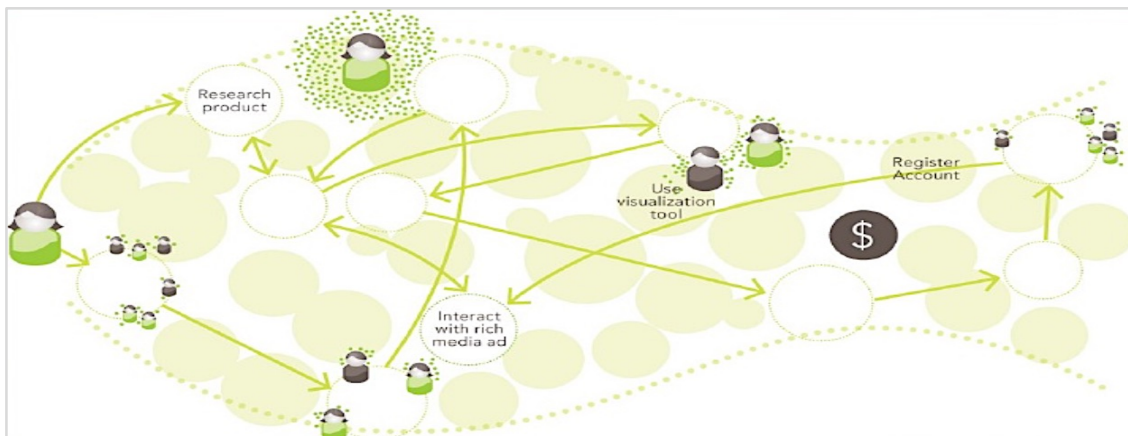 Research
product
Use
visualization
tool
Register
Account
$
Interact
with rich
media ad